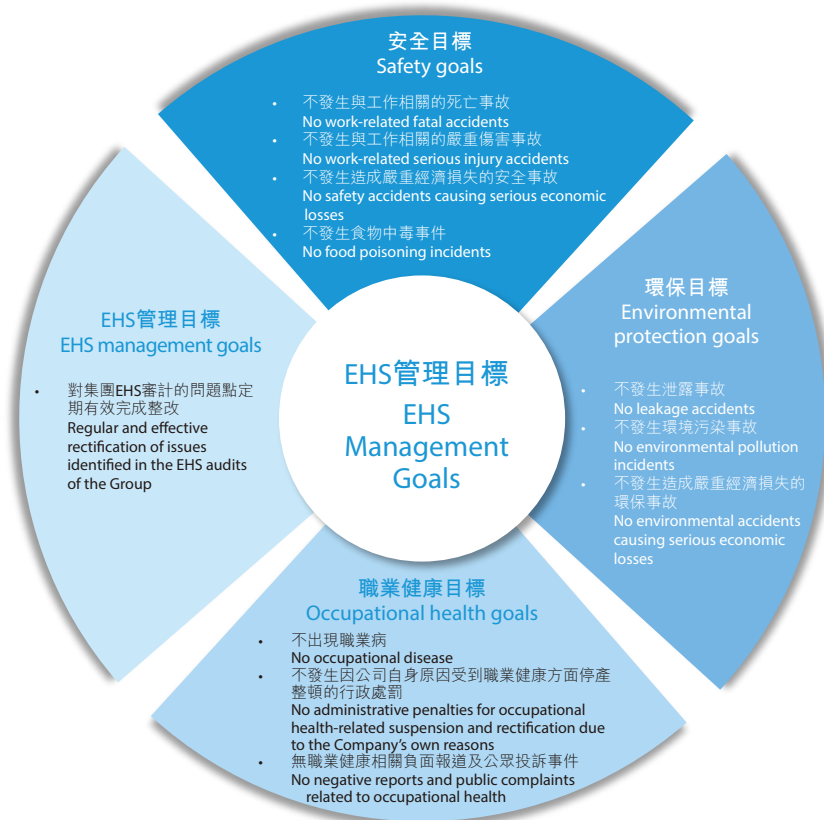 安全目標
Safety goals
• 不發生與工作相關的死亡事故
No work-related fatal accidents
• 不發生與工作相關的嚴重傷害事故
No work-related serious injury accidents
• 不發生造成嚴重經濟損失的安全事故
No safety accidents causing serious economic
losses
• 不發生食物中毒事件
No food poisoning incidents
環保目標
Environmental
protection goals
• 不發生泄露事故
No leakage accidents
• 不發生環境污染事故
No environmental pollution
incidents
• 不發生造成嚴重經濟損失的
環保事故
No environmental accidents
causing serious economic
losses
EHS管理目標
EHS management goals
• 對集團EHS審計的問題點定
期有效完成整改
Regular and effective
rectification of issues
identified in the EHS audits
of the Group
EHS管理目標
EHS
Management
Goals
職業健康目標
Occupational health goals
• 不出現職業病
No occupational disease
• 不發生因公司自身原因受到職業健康方面停產
整頓的行政處罰
No administrative penalties for occupational
health-related suspension and rectification due
to the Company's own reasons
• 無職業健康相關負面報道及公眾投訴事件
No negative reports and public complaints
related to occupational health